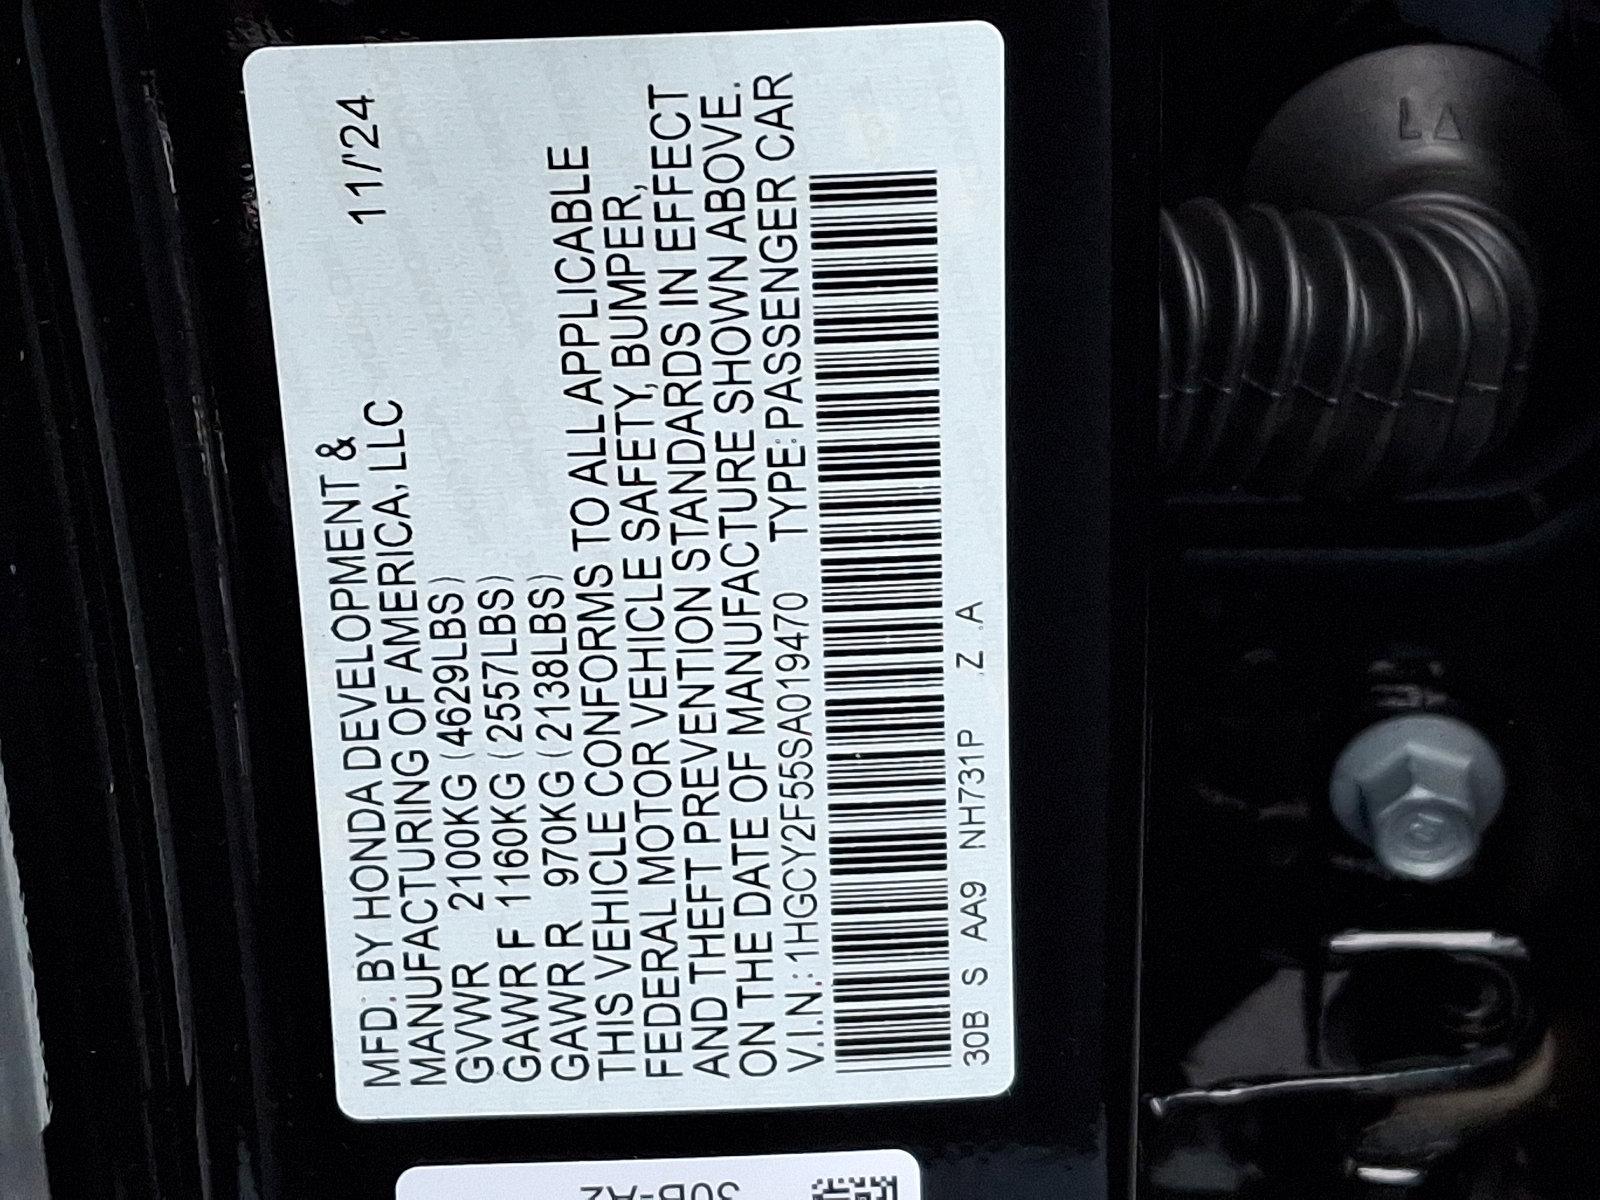 MFD. BY HONDA DEVELOPMENT &
MANUFACTURING OF AMERICA, LLC 11/'24
GVWR 2100KG (4629LBS)
GAWR F 1160KG (2557LBS)
GAWR R 970KG (2138LBS)
THIS VEHICLE CONFORMS TO ALL APPLICABLE
FEDERAL MOTOR VEHICLE SAFETY, BUMPER,
AND THEFT PREVENTION STANDARDS IN EFFECT
ON THE DATE OF MANUFACTURE SHOWN ABOVE.
V.I.N.: 1HGCY2F55SA019470 TYPE: PASSENGER CAR
30B S AA9 NH731P .Z .A
30B-A2